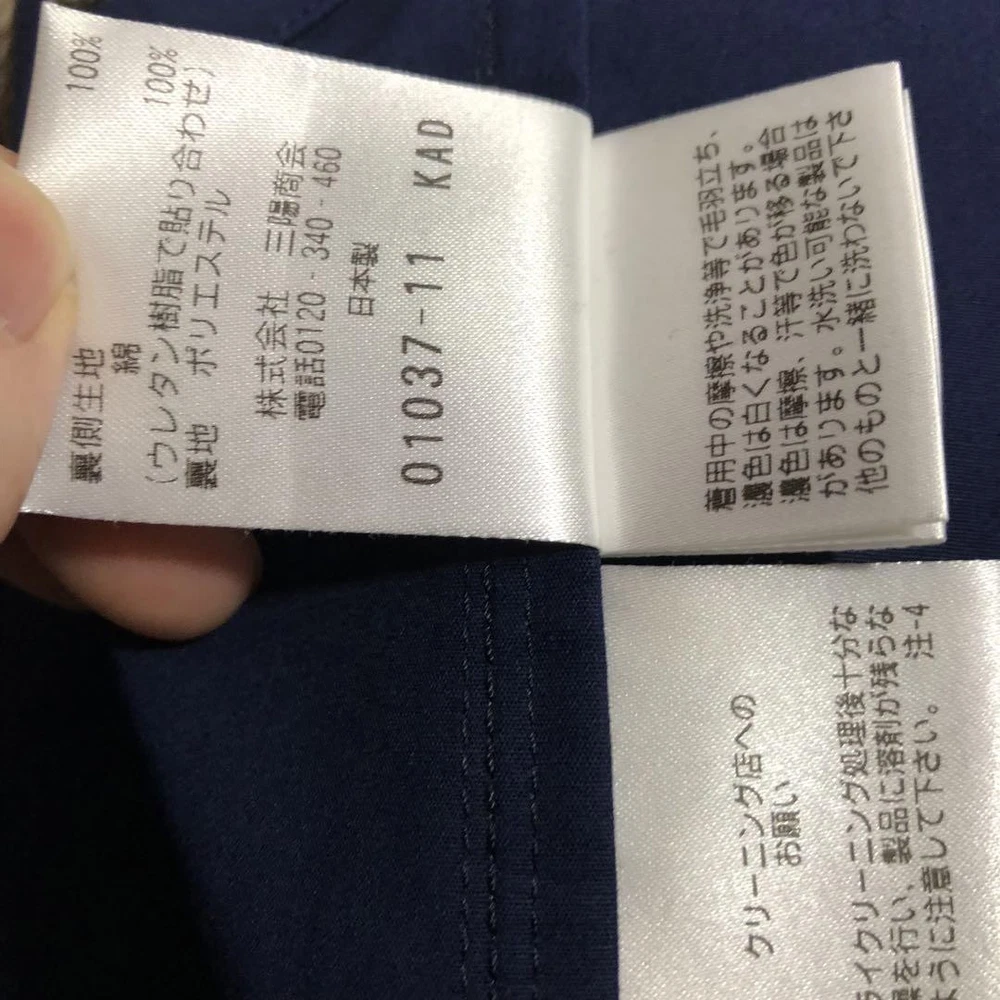 100%
裏側生地
綿 100%
(ウレタン樹脂で貼り合わせ)
裏地 ポリエステル
株式会社 三陽商会
電話0120-340-460
日本製
01037-11 KAD
着用中の摩擦や洗浄等で毛羽立ち、
濃色は白くなることがあります。
濃色は摩擦、汗等で色が移る場合
があります。水洗い可能な製品は
他のものと一緒に洗わないで下さ
クリーニング店への
お願い
ライクリーニング処理後十分な
を行い、製品に溶剤が残らな
ように注意して下さい。 注-4